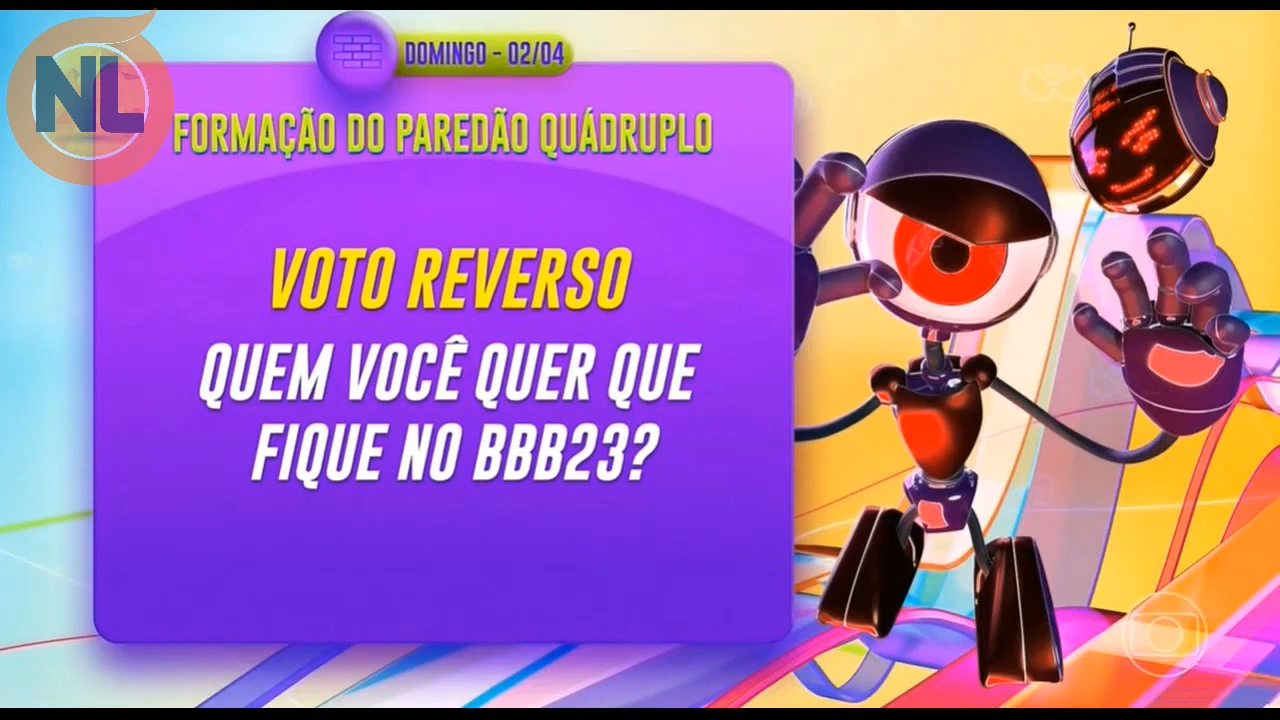 NL
DOMINGO - 02/04
FORMAÇÃO DO PAREDÃO QUÁDRUPLO
VOTO REVERSO
QUEM VOCÊ QUER QUE
FIQUE NO BBB23?